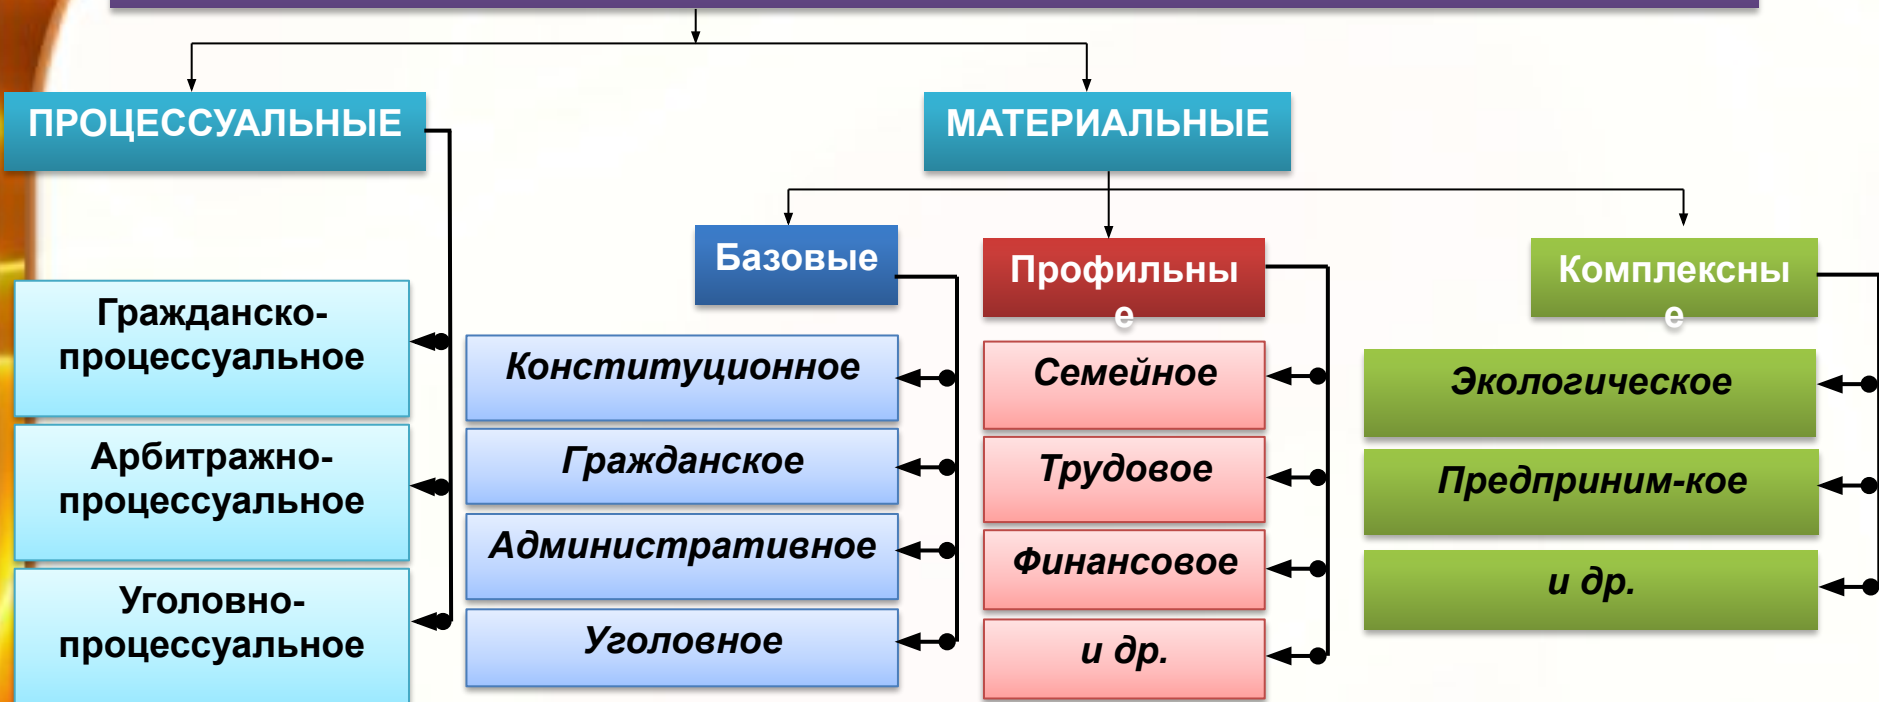 ПРОЦЕССУАЛЬНЫЕ
МАТЕРИАЛЬНЫЕ
Гражданско-
процессуальное
Арбитражно-
процессуальное
Уголовно-
процессуальное
Базовые
Конституционное
Гражданское
Административное
Уголовное
Профильны
е
Семейное
Трудовое
Финансовое
и др.
Комплексны
е
Экологическое
Предприним-кое
и др.